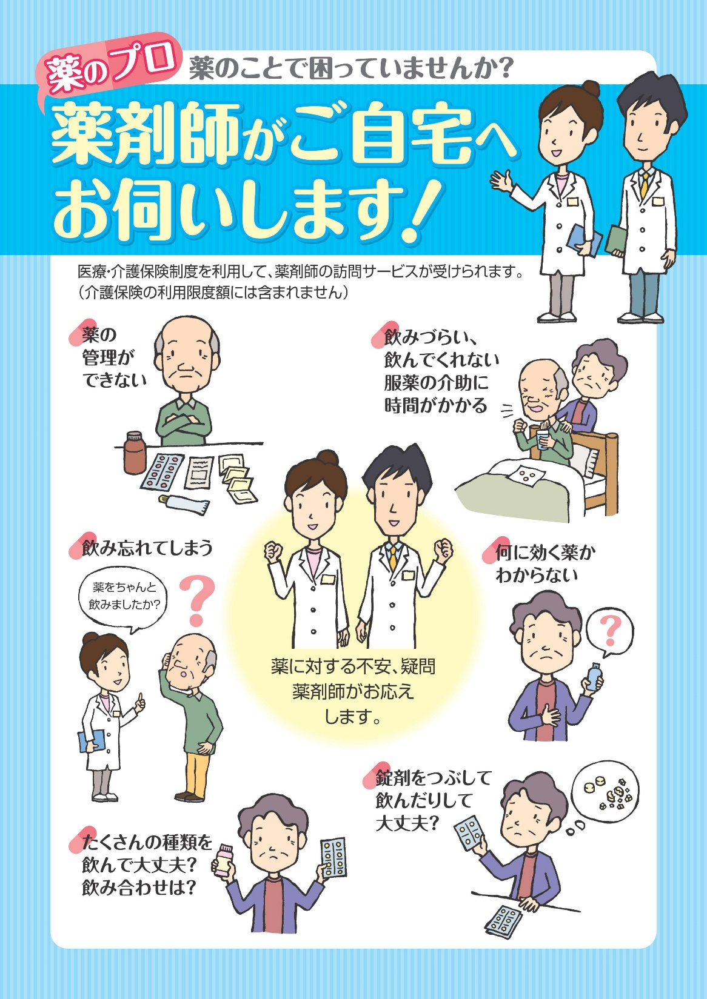 薬のプロ
薬のことで困っていませんか?
薬剤師がご自宅へ
お伺いします!
医療・介護保険制度を利用して、薬剤師の訪問サービスが受けられます。
(介護保険の利用限度額には含まれません)
薬の
管理が
できない
飲みづらい、
飲んでくれない
服薬の介助に
時間がかかる
飲み忘れてしまう
薬をちゃんと
飲みましたか?
?
何に効く薬か
わからない
?
薬に対する不安、疑問
薬剤師がお応え
します。
錠剤をつぶして
飲んだりして
大丈夫?
たくさんの種類を
飲んで大丈夫?
飲み合わせは?